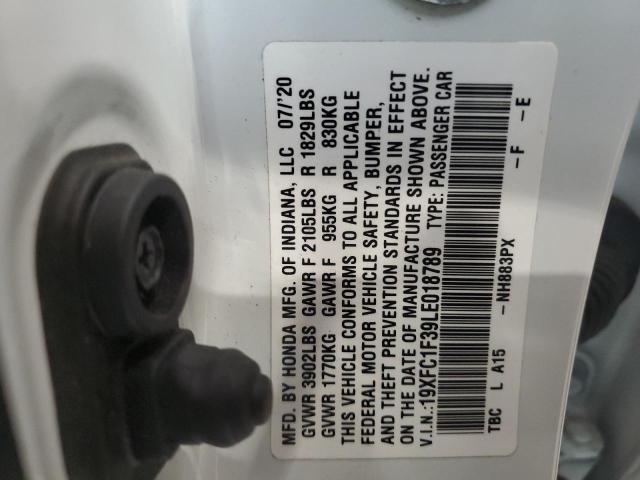 MFD. BY HONDA MFG. OF INDIANA, LLC 07/'20
GVWR 3902LBS GAWR F 2105LBS R 1829LBS
GVWR 1770KG GAWR F 955KG R 830KG
THIS VEHICLE CONFORMS TO ALL APPLICABLE
FEDERAL MOTOR VEHICLE SAFETY, BUMPER,
AND THEFT PREVENTION STANDARDS IN EFFECT
ON THE DATE OF MANUFACTURE SHOWN ABOVE.
V.I.N.:19XFC1F39LE018789 TYPE: PASSENGER CAR
TBC L A15 -NH883PX -F -E